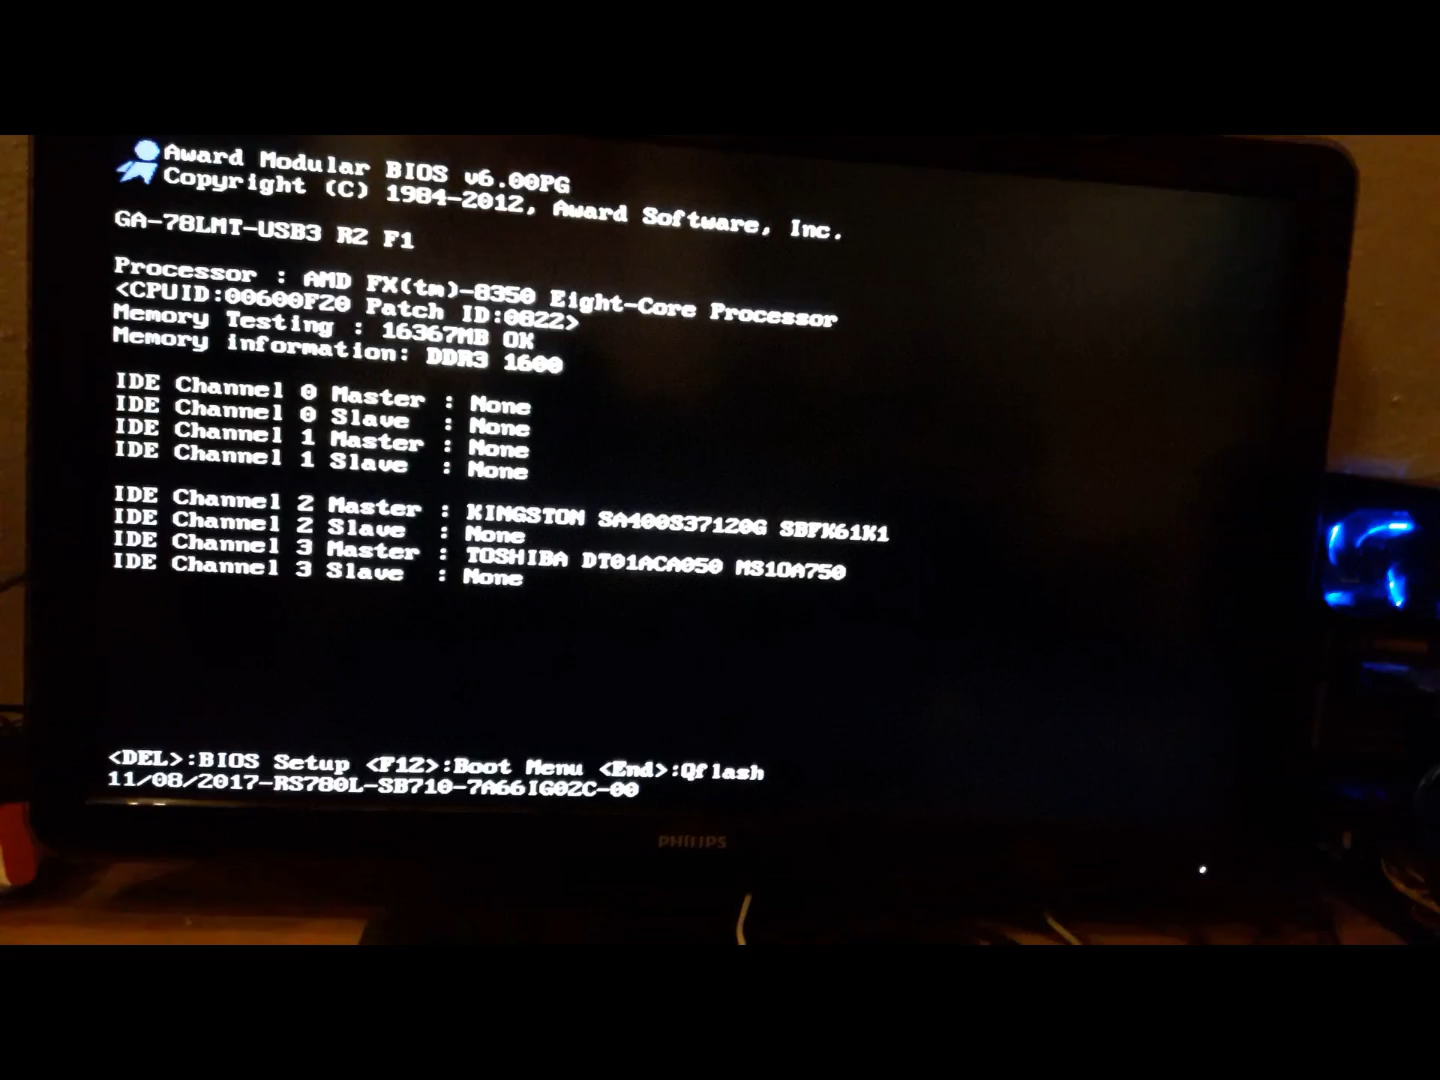 Award Modular BIOS v6.00PG
Copyright (C) 1984-2012, Award Software, Inc.
GA-78LMT-USB3 R2 F1
Processor : AMD FX(tm)-8350 Eight-Core Processor
<CPUID:00600F20 Patch ID:0822>
Memory Testing : 16367MB OK
Memory information: DDR3 1600
IDE Channel 0 Master : None
IDE Channel 0 Slave : None
IDE Channel 1 Master : None
IDE Channel 1 Slave : None
IDE Channel 2 Master : KINGSTON SA400S37120G SBFK61K1
IDE Channel 2 Slave : None
IDE Channel 3 Master : TOSHIBA DT01ACA050 MS1OA750
IDE Channel 3 Slave : None
<DEL>:BIOS Setup <F12>:Boot Menu <End>:Qflash
11/08/2017-RS780L-SB710-7A66IG02C-00
PHILIPS